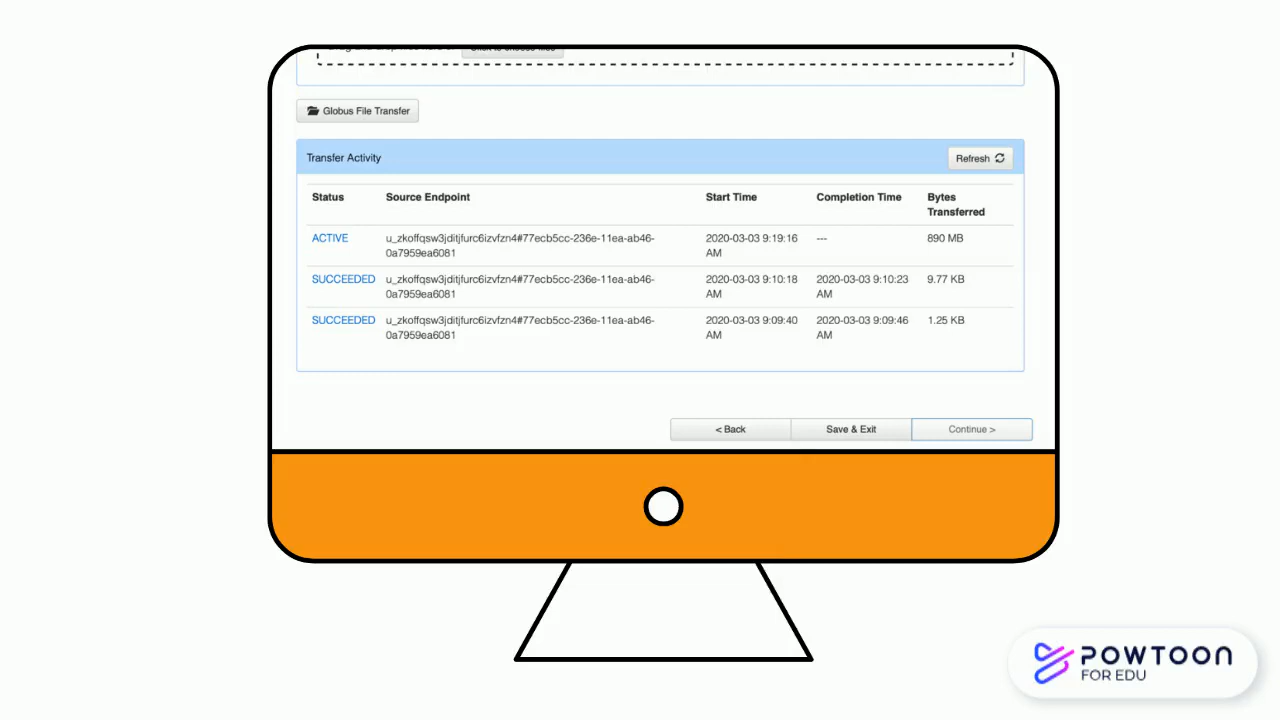 Globus File Transfer
Transfer Activity
Refresh
Status Source Endpoint Start Time Completion Time Bytes Transferred
ACTIVE u_zkoffqsw3jditjfurc6izvfzn4#77ecb5cc-236e-11ea-ab46- 2020-03-03 9:19:16 --- 890 MB
0a7959ea6081 AM
SUCCEEDED u_zkoffqsw3jditjfurc6izvfzn4#77ecb5cc-236e-11ea-ab46- 2020-03-03 9:10:18 2020-03-03 9:10:23 9.77 KB
0a7959ea6081 AM AM
SUCCEEDED u_zkoffqsw3jditjfurc6izvfzn4#77ecb5cc-236e-11ea-ab46- 2020-03-03 9:09:40 2020-03-03 9:09:46 1.25 KB
0a7959ea6081 AM AM
< Back Save & Exit Continue >
POWTOON
FOR EDU